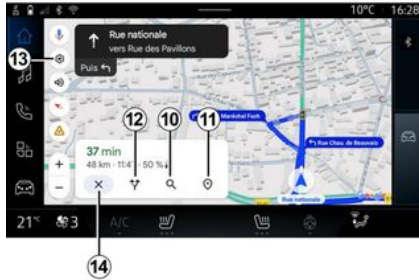 10°C 16:28
Rue nationale
vers Rue des Pavillons
Puis
13
Maréchal Foch
Rue Chau. de Beauvais
12 10 11
37 min
48 km · 11:47 · 50 %
Rue nationale
21°C 3 A/C
14